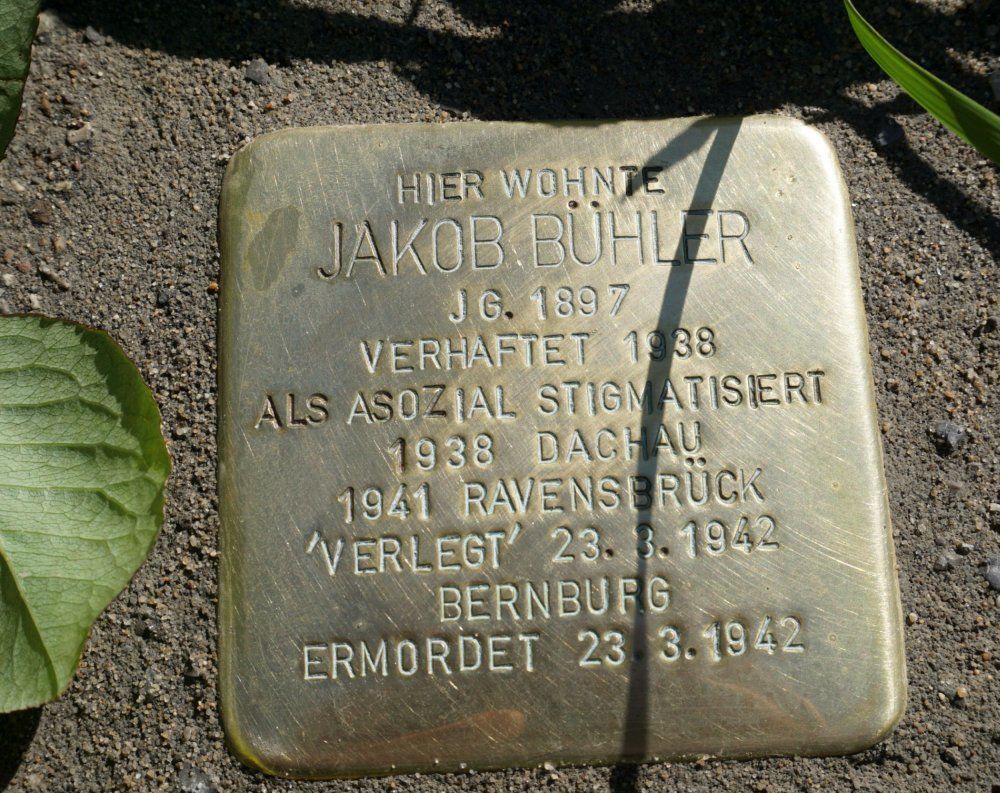 HIER WOHNTE
JAKOB BÜHLER
JG. 1897
VERHAFTET 1938
ALS ASOZIAL STIGMATISIERT
1938 DACHAU
1941 RAVENSBRÜCK
'VERLEGT' 23.3.1942
BERNBURG
ERMORDET 23.3.1942